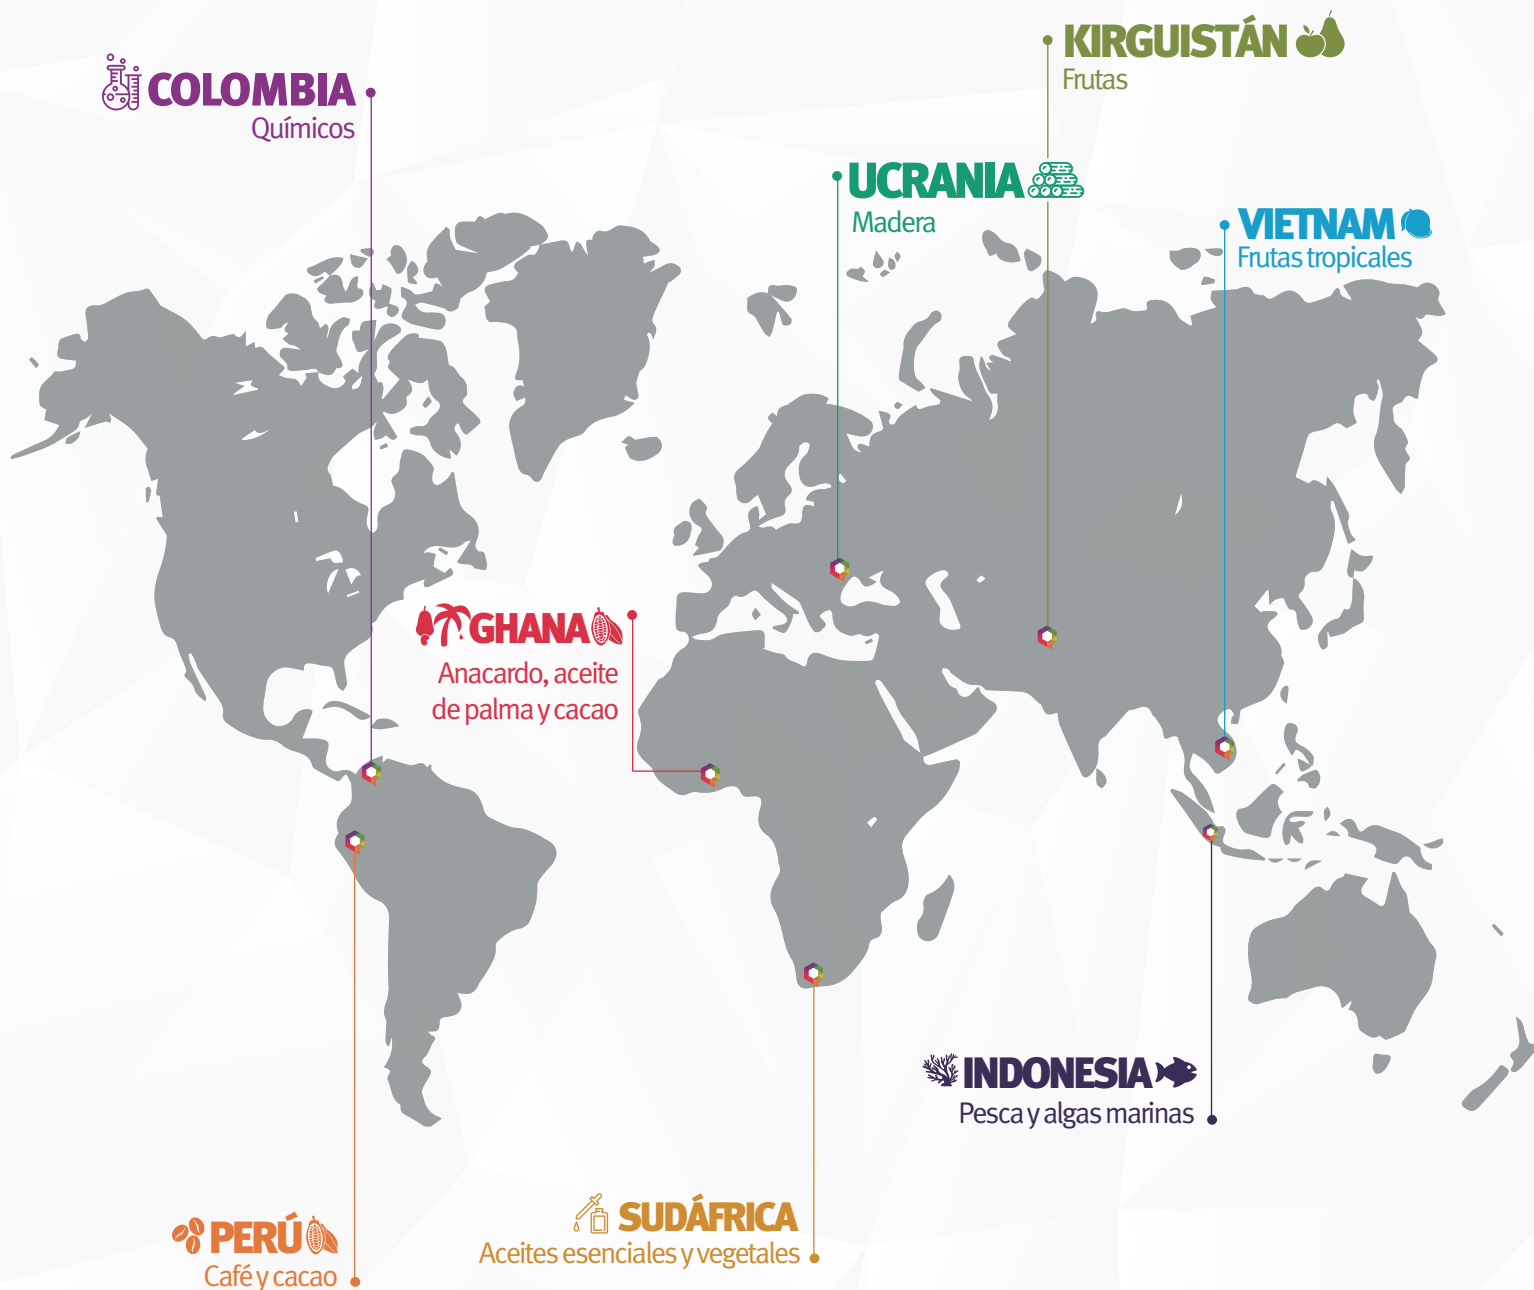 KIRGUISTÁN
Frutas
COLOMBIA
Químicos
UCRANIA
Madera
VIETNAM
Frutas tropicales
GHANA
Anacardo, aceite
de palma y cacao
INDONESIA
Pesca y algas marinas
SUDÁFRICA
Aceites esenciales y vegetales
PERÚ
Café y cacao